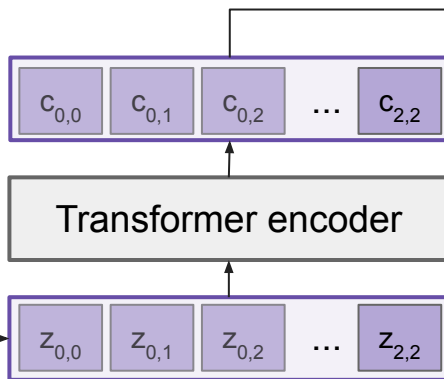 c0,0 c0,1 c0,2 ... c2,2
Transformer encoder
z0,0 z0,1 z0,2 ... z2,2